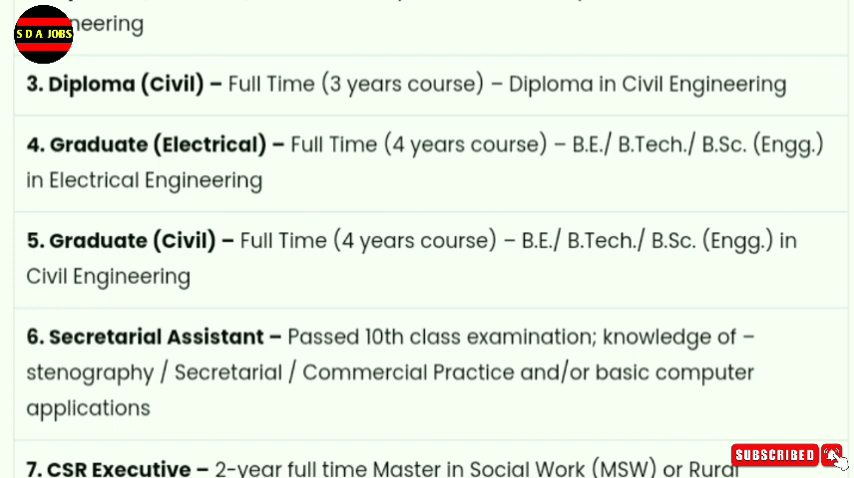 S D A JOBS
neering
3. Diploma (Civil) – Full Time (3 years course) – Diploma in Civil Engineering
4. Graduate (Electrical) – Full Time (4 years course) – B.E./ B.Tech./ B.Sc. (Engg.)
in Electrical Engineering
5. Graduate (Civil) – Full Time (4 years course) – B.E./ B.Tech./ B.Sc. (Engg.) in
Civil Engineering
6. Secretarial Assistant – Passed 10th class examination; knowledge of –
stenography / Secretarial / Commercial Practice and/or basic computer
applications
SUBSCRIBED
7. CSR Executive – 2-year full time Master in Social Work (MSW) or Rural